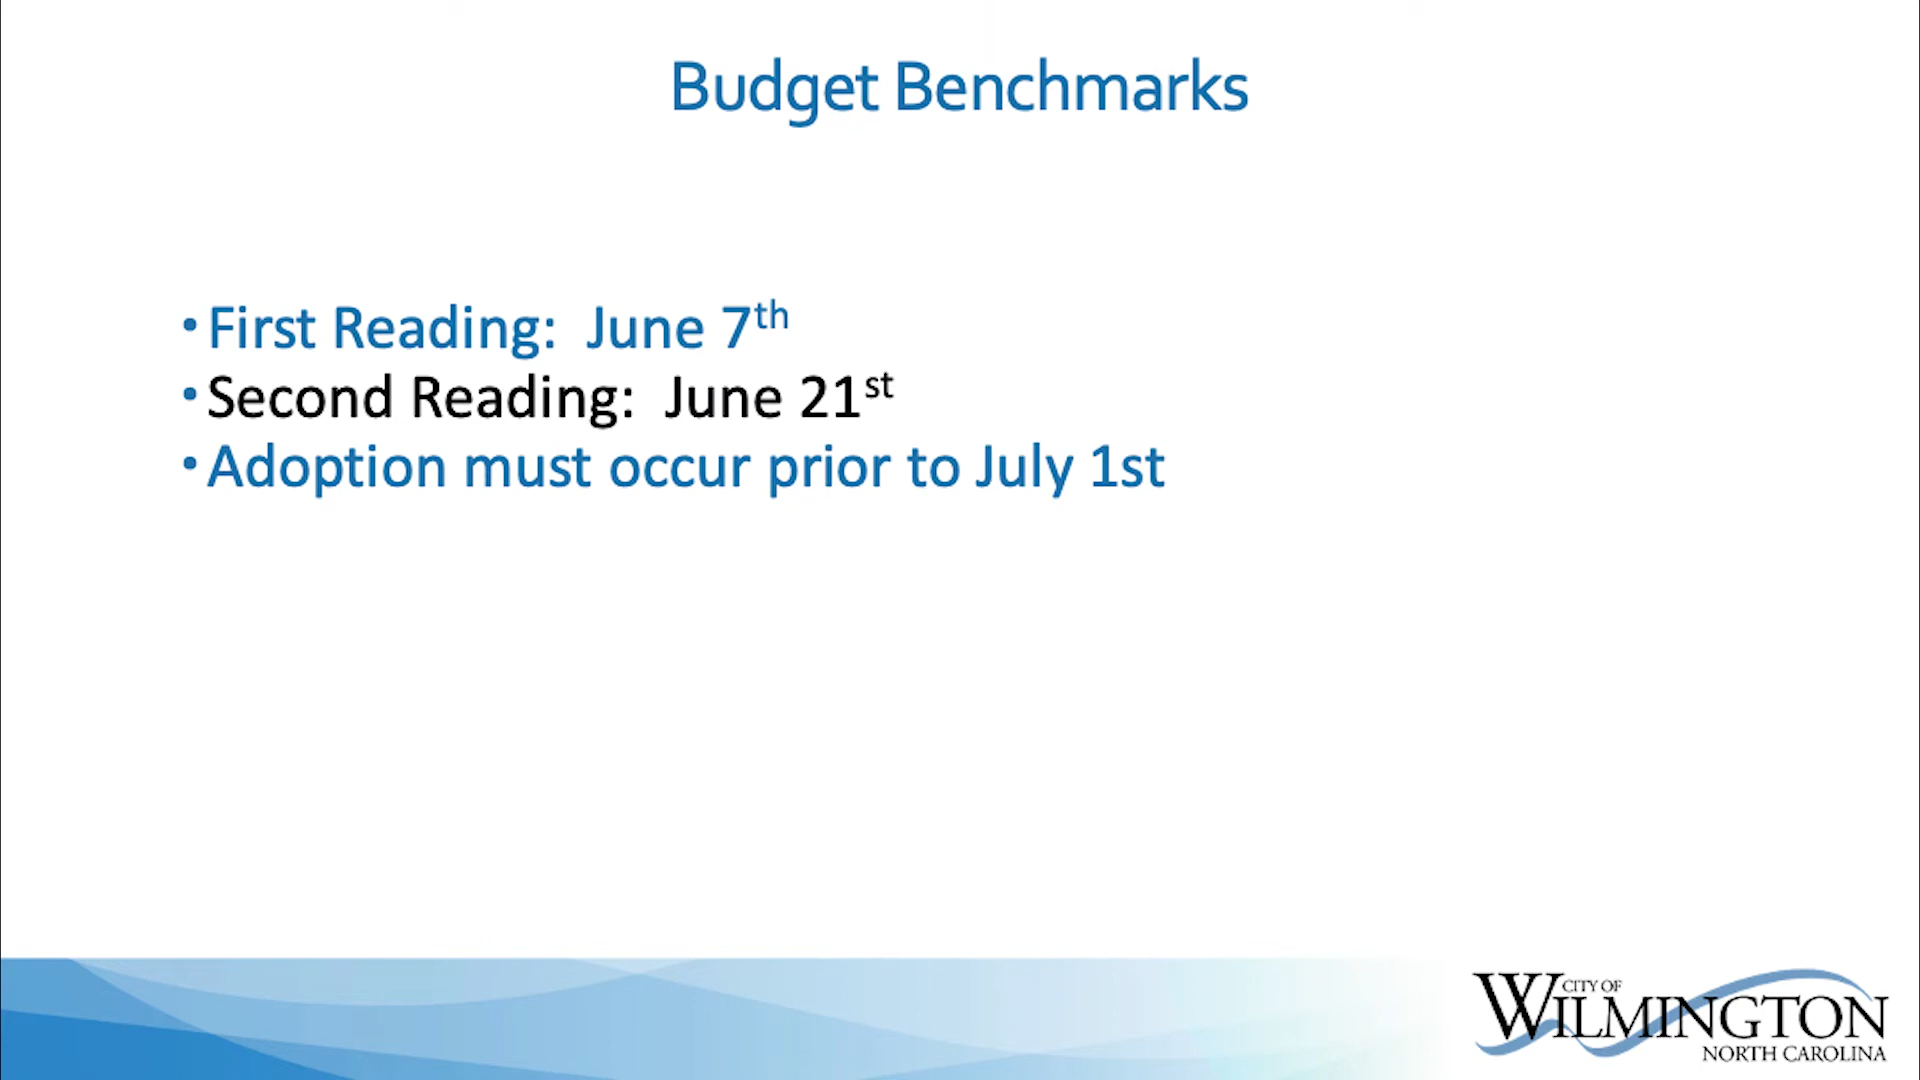 Budget Benchmarks
• First Reading:  June 7th
• Second Reading:  June 21st
• Adoption must occur prior to July 1st
CITY OF
WILMINGTON
NORTH CAROLINA